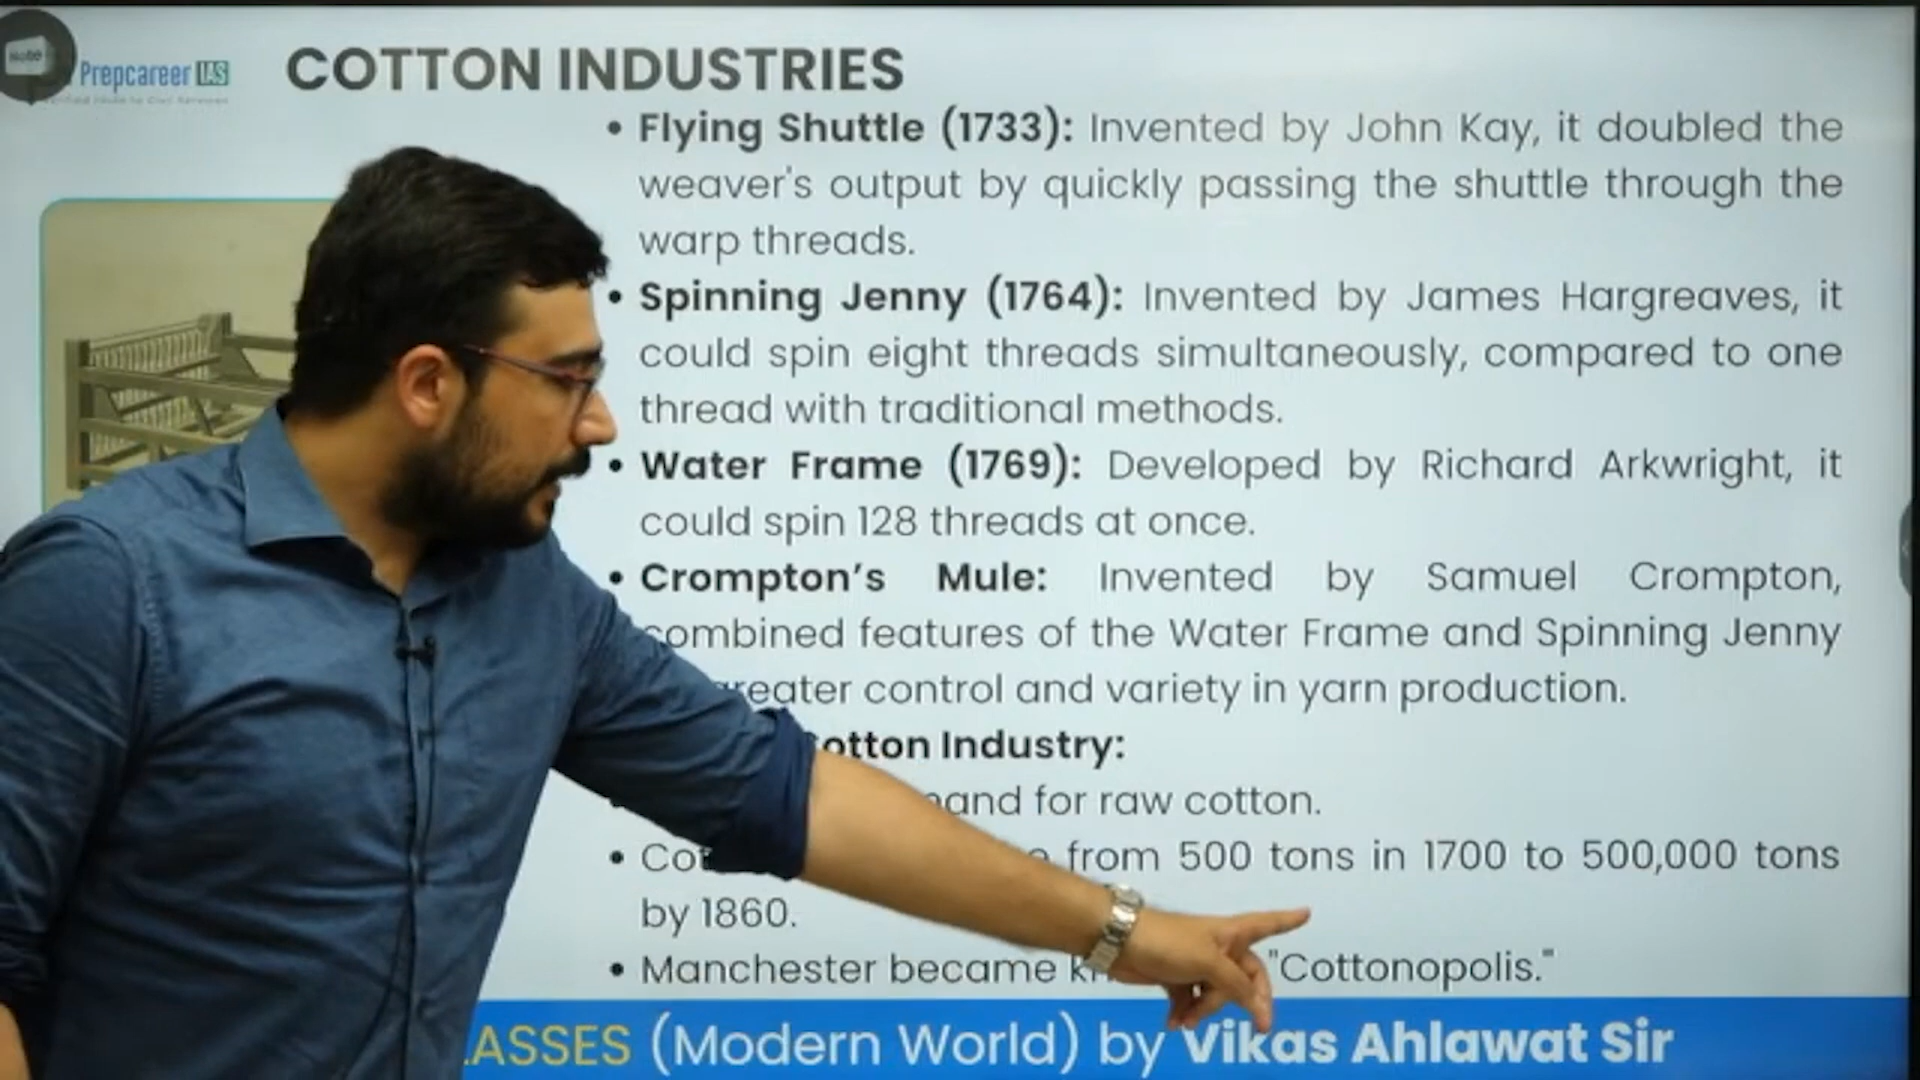 Prepcareer IAS
COTTON INDUSTRIES
• Flying Shuttle (1733): Invented by John Kay, it doubled the
weaver's output by quickly passing the shuttle through the
warp threads.
• Spinning Jenny (1764): Invented by James Hargreaves, it
could spin eight threads simultaneously, compared to one
thread with traditional methods.
• Water Frame (1769): Developed by Richard Arkwright, it
could spin 128 threads at once.
• Crompton's Mule: Invented by Samuel Crompton,
combined features of the Water Frame and Spinning Jenny
control and variety in yarn production.
Industry:
for raw cotton.
• from 500 tons in 1700 to 500,000 tons
by 1860.
• Manchester became "Cottonopolis."
(Modern World) by Vikas Ahlawat Sir